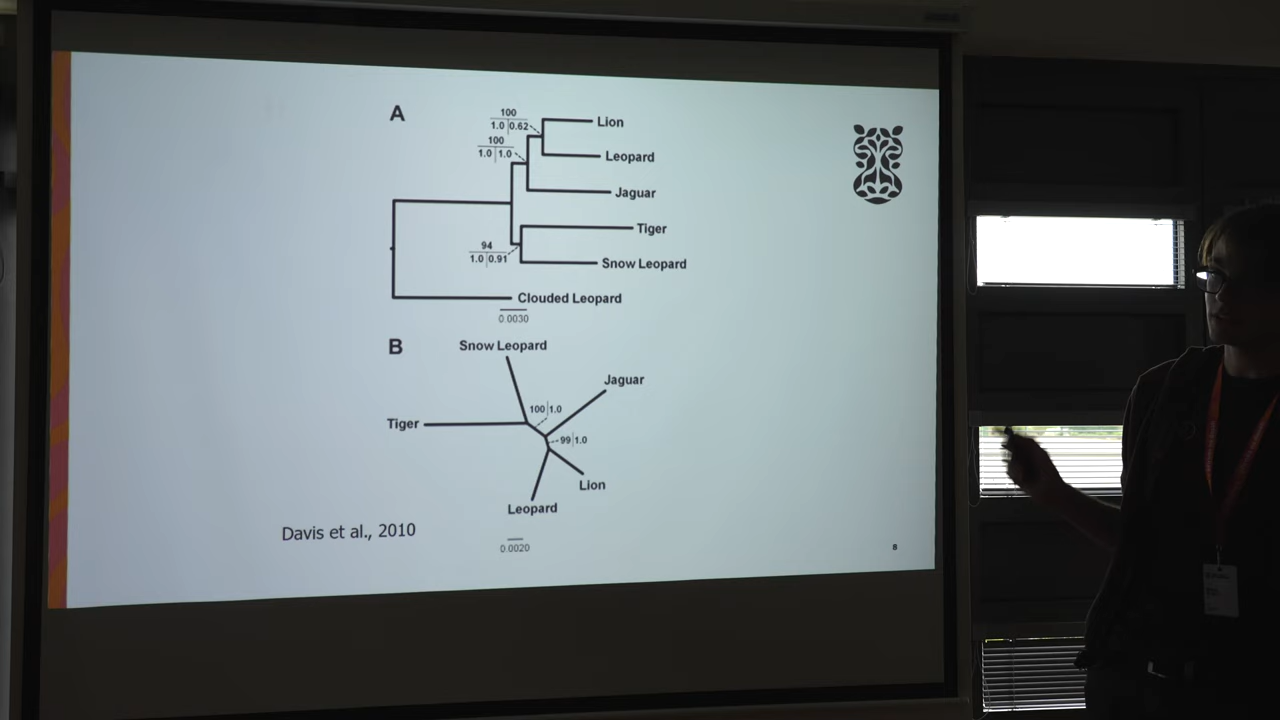 A
100
1.0|0.62
Lion
100
1.0|1.0
Leopard
Jaguar
Tiger
94
1.0|0.91
Snow Leopard
Clouded Leopard
0.0030
B
Snow Leopard
Jaguar
100|1.0
Tiger
99|1.0
Lion
Leopard
Davis et al., 2010
0.0020
8